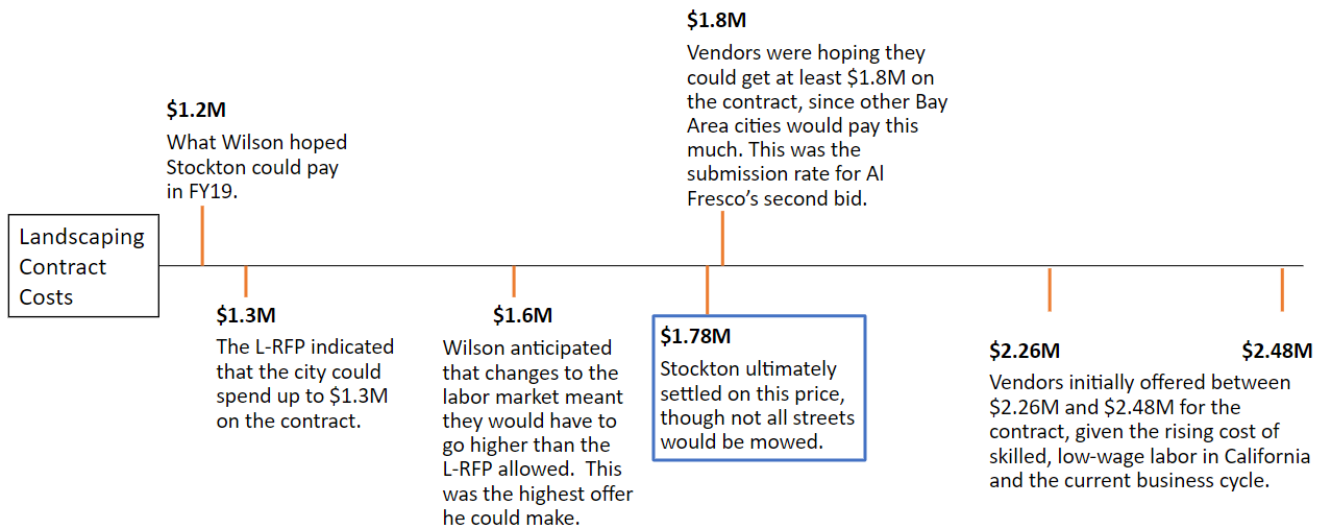 $1.8M
Vendors were hoping they
could get at least $1.8M on
the contract, since other Bay
Area cities would pay this
much. This was the
submission rate for Al
Fresco’s second bid.
$1.2M
What Wilson hoped
Stockton could pay
in FY19.
Landscaping
Contract
Costs
$1.3M
The L-RFP indicated
that the city could
spend up to $1.3M
on the contract.
$1.6M
Wilson anticipated
that changes to the
labor market meant
they would have to
go higher than the
L-RFP allowed.  This
was the highest offer
he could make.
$1.78M
Stockton ultimately
settled on this price,
though not all streets
would be mowed.
$2.26M
$2.48M
Vendors initially offered between
$2.26M and $2.48M for the
contract, given the rising cost of
skilled, low-wage labor in California
and the current business cycle.